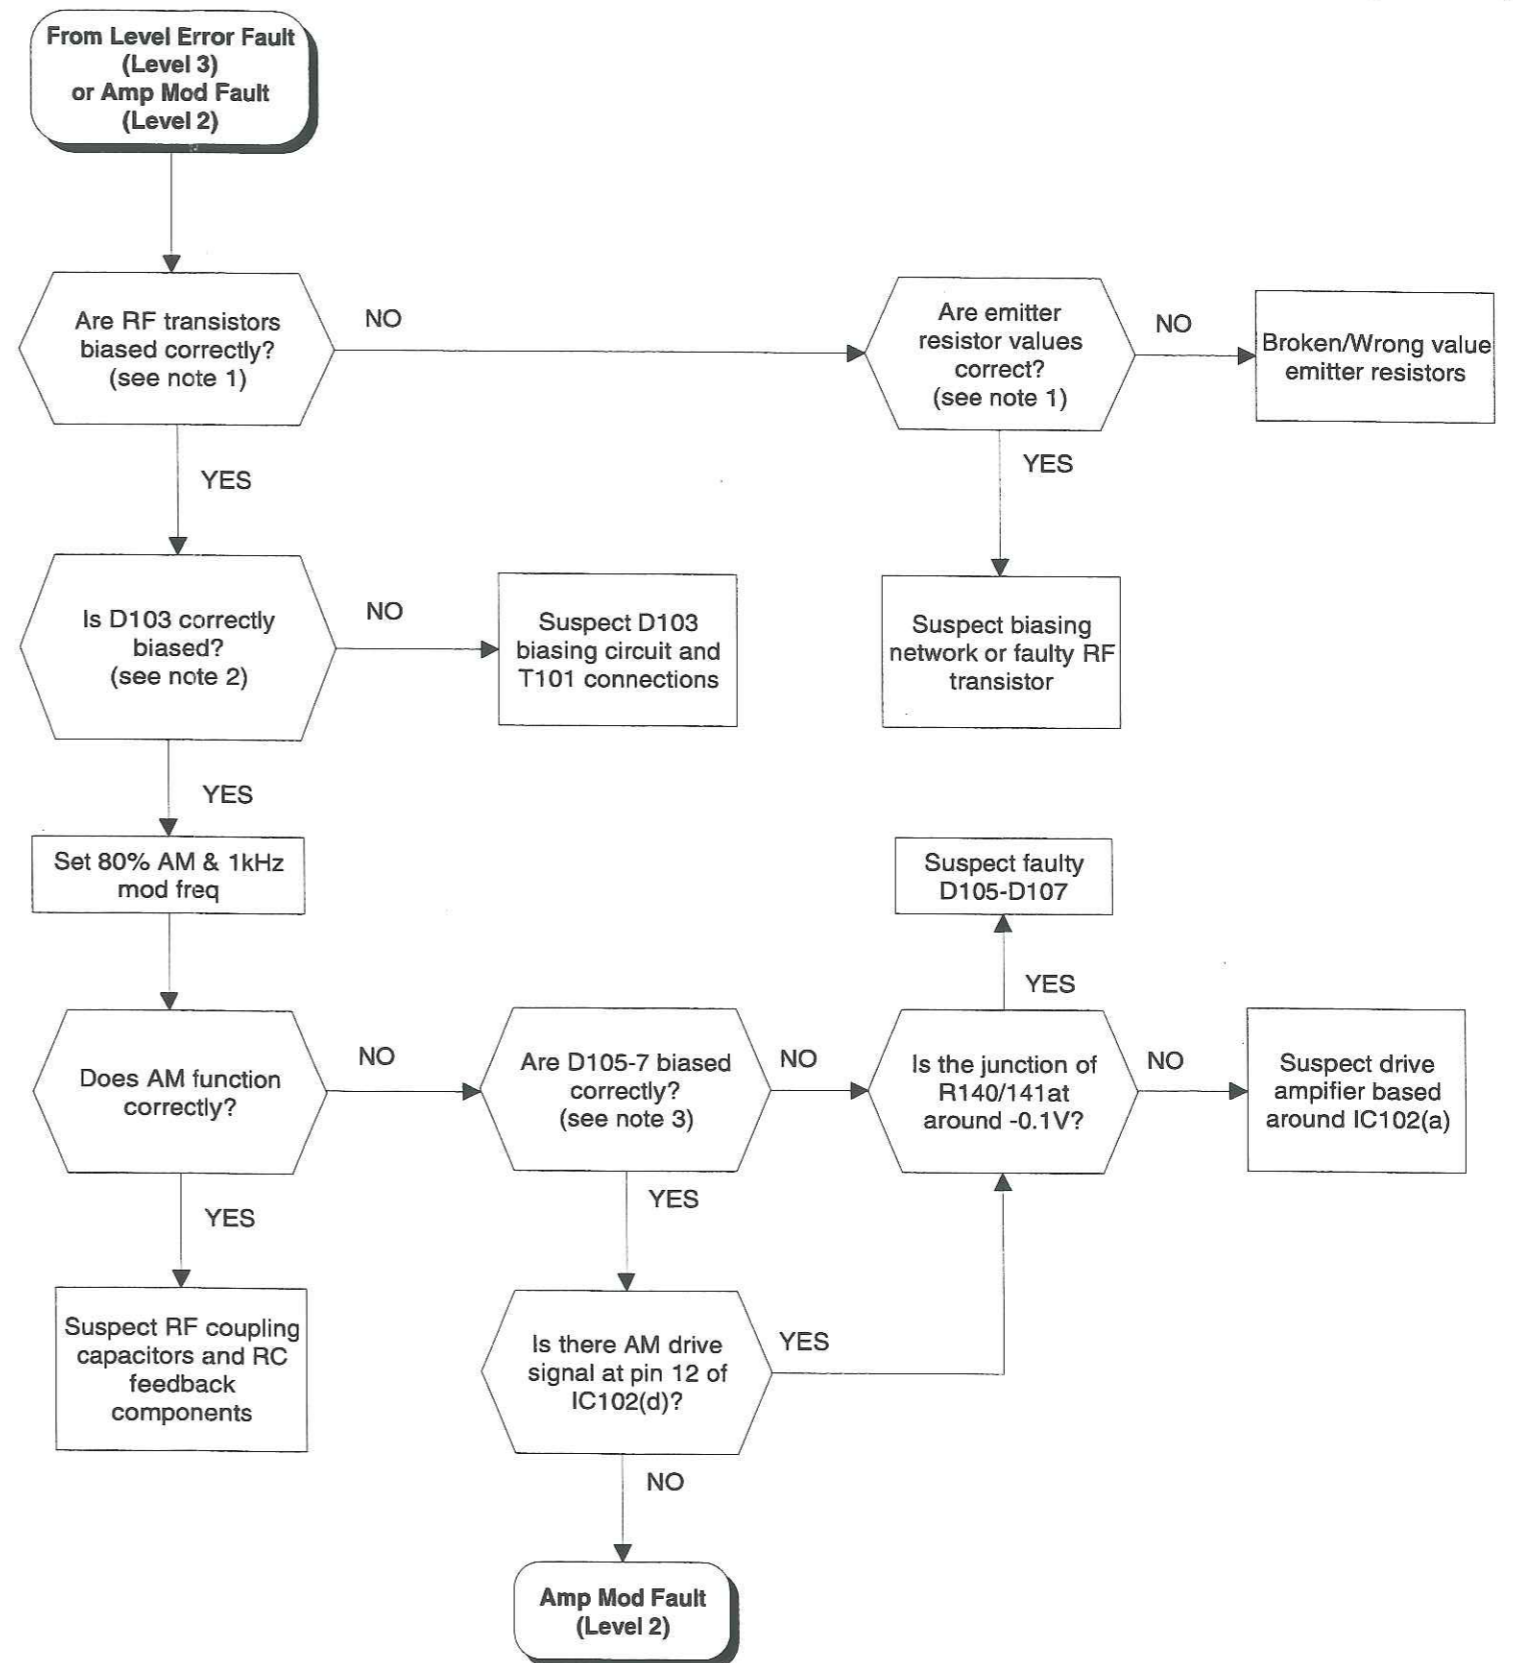 From Level Error Fault
(Level 3)
or Amp Mod Fault
(Level 2)
Are RF transistors
biased correctly?
(see note 1)
NO
Are emitter
resistor values
correct?
(see note 1)
NO
Broken/Wrong value
emitter resistors
YES
YES
Is D103 correctly
biased?
(see note 2)
NO
Suspect D103
biasing circuit and
T101 connections
Suspect biasing
network or faulty RF
transistor
YES
Set 80% AM & 1kHz
mod freq
Suspect faulty
D105-D107
YES
Does AM function
correctly?
NO
Are D105-7 biased
correctly?
(see note 3)
NO
Is the junction of
R140/141at
around -0.1V?
NO
Suspect drive
ampifier based
around IC102(a)
YES
YES
Suspect RF coupling
capacitors and RC
feedback
components
Is there AM drive
signal at pin 12 of
IC102(d)?
YES
NO
Amp Mod Fault
(Level 2)